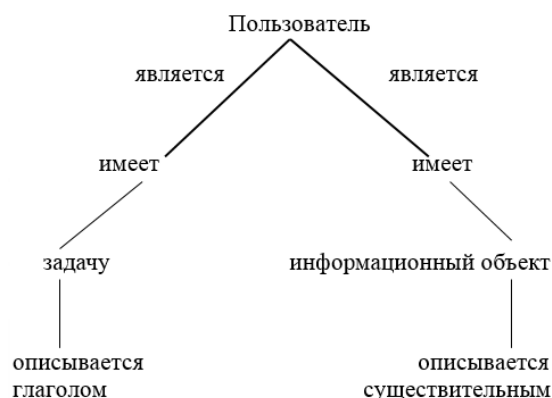 Пользователь
является является
имеет имеет
задачу информационный объект
описывается описывается
глаголом существительным